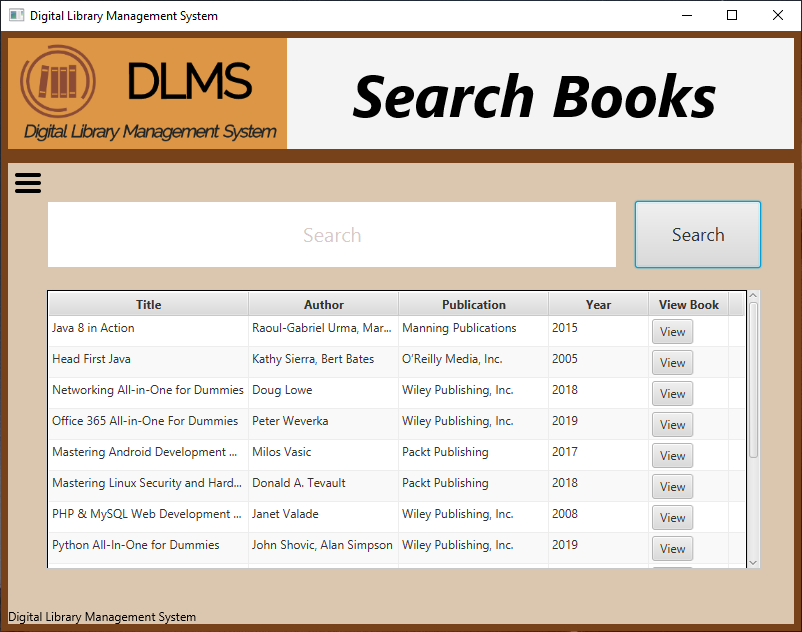 Digital Library Management System
DLMS
Digital Library Management System
Search Books
Search
Search
Title Author Publication Year View Book
Java 8 in Action Raoul-Gabriel Urma, Mar... Manning Publications 2015 View
Head First Java Kathy Sierra, Bert Bates O'Reilly Media, Inc. 2005 View
Networking All-in-One for Dummies Doug Lowe Wiley Publishing, Inc. 2018 View
Office 365 All-in-One For Dummies Peter Weverka Wiley Publishing, Inc. 2019 View
Mastering Android Development ... Milos Vasic Packt Publishing 2017 View
Mastering Linux Security and Hard... Donald A. Tevault Packt Publishing 2018 View
PHP & MySQL Web Development ... Janet Valade Wiley Publishing, Inc. 2008 View
Python All-In-One for Dummies John Shovic, Alan Simpson Wiley Publishing, Inc. 2019 View
Digital Library Management System